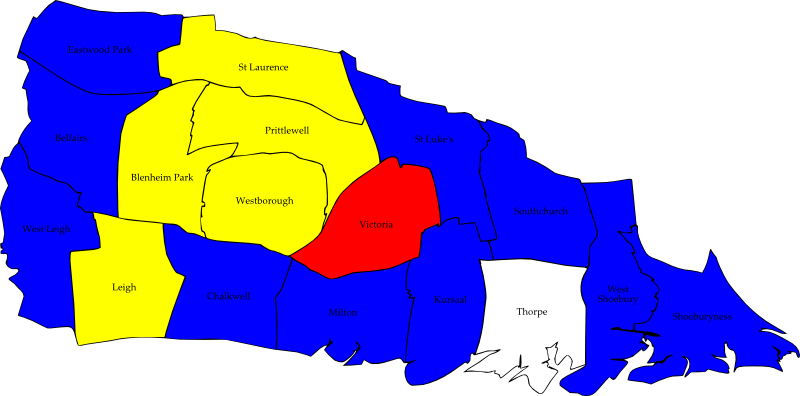 Eastwood Park
St Laurence
Prittlewell
Belfairs
St Luke's
Blenheim Park
Westborough
Southchurch
Victoria
West Leigh
Leigh
Chalkwell
Milton
Kursaal
Thorpe
West
Shoebury
Shoeburyness